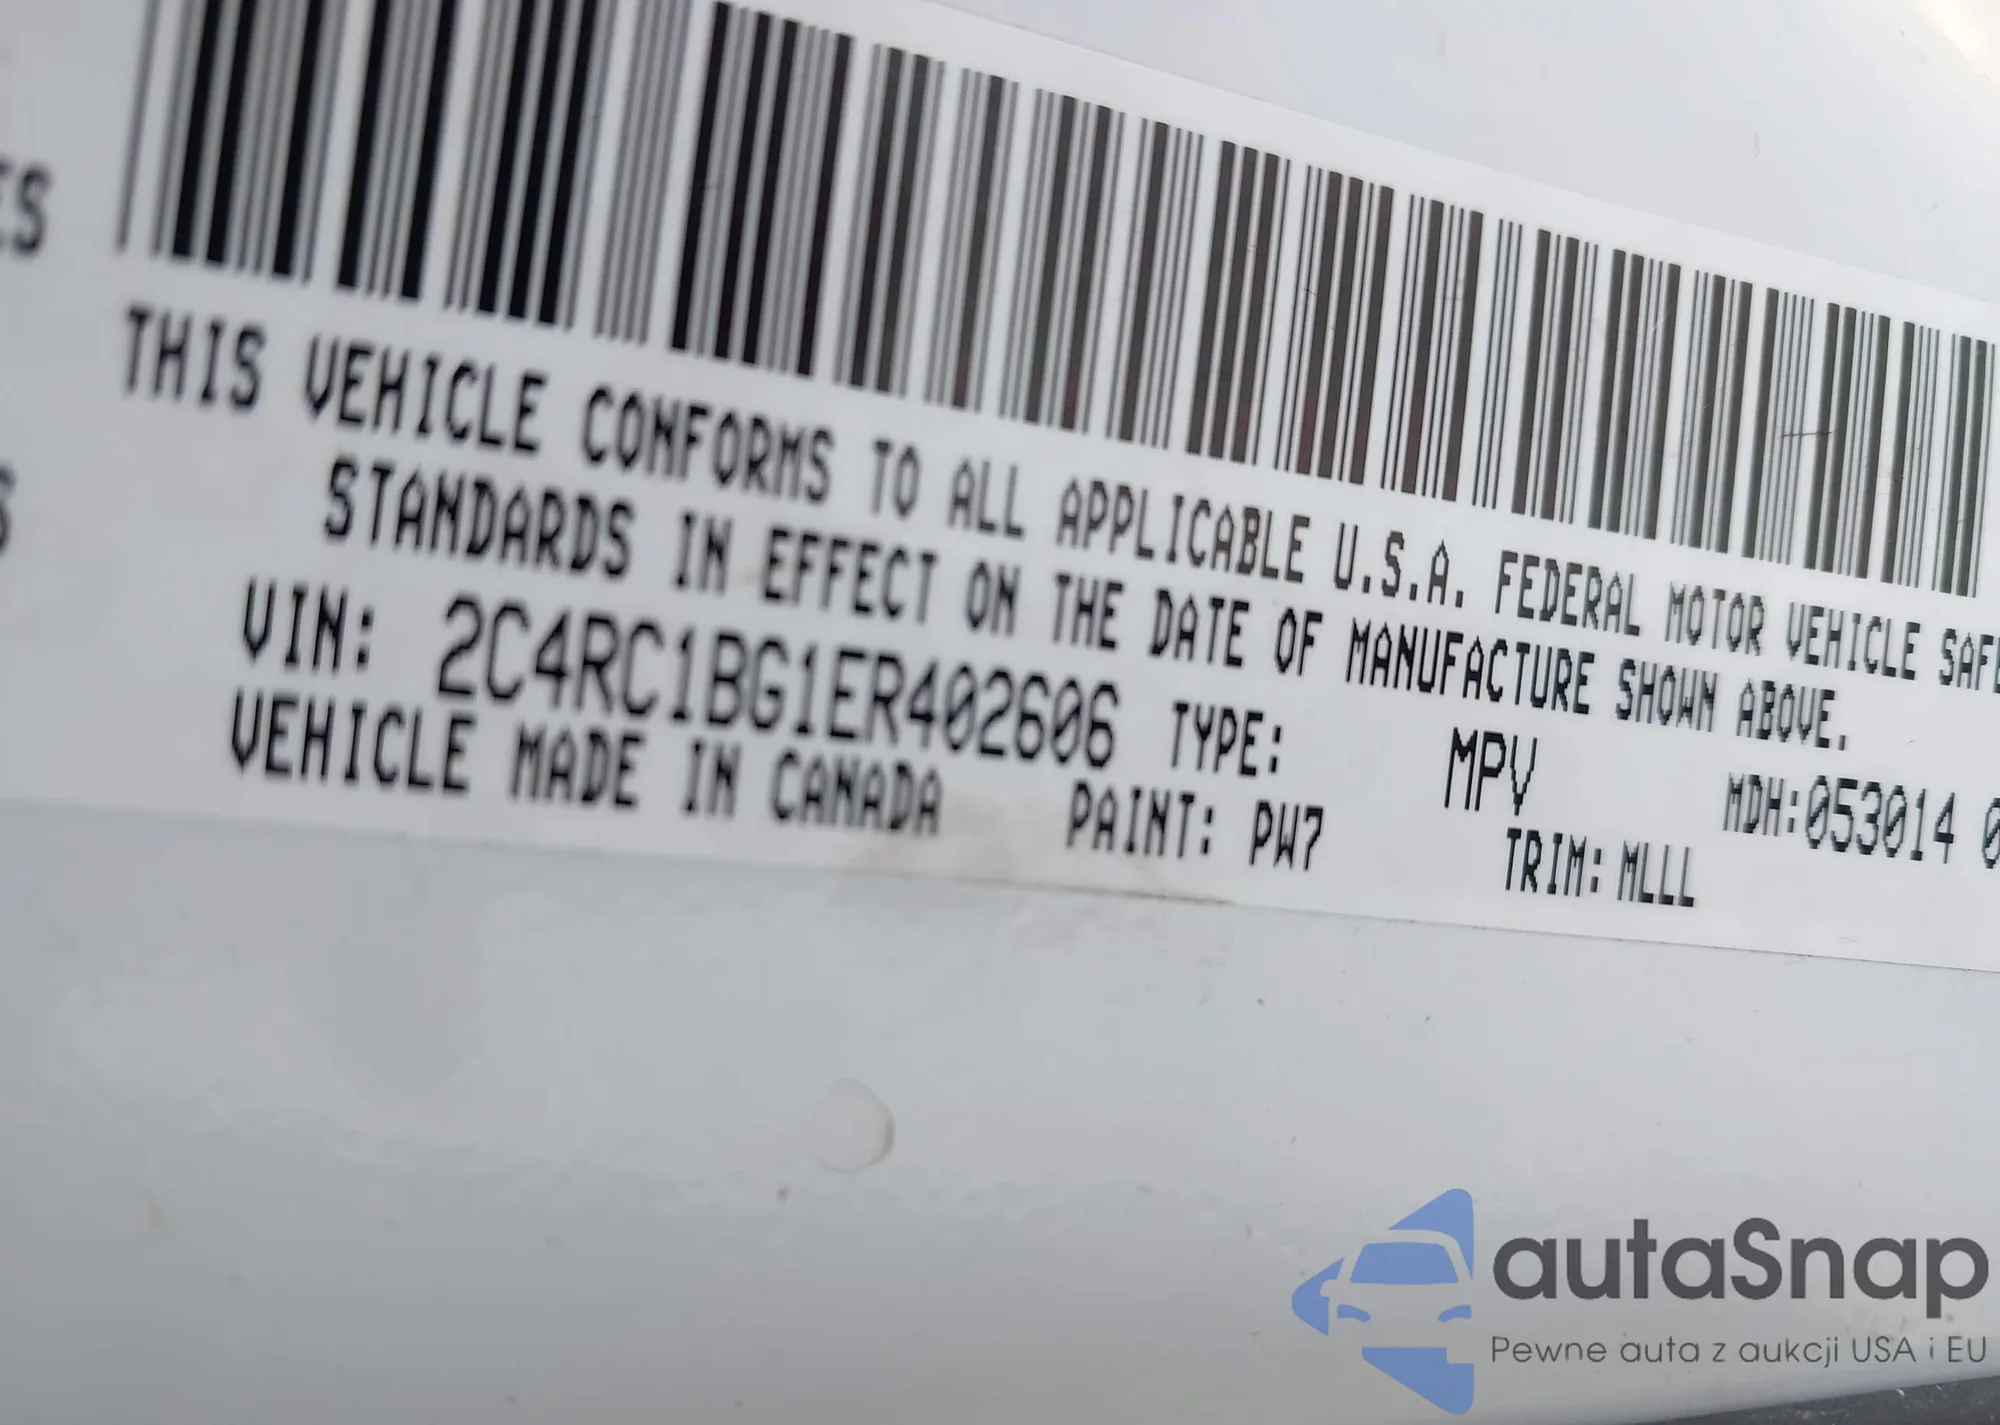 ES
THIS VEHICLE CONFORMS TO ALL APPLICABLE U.S.A. FEDERAL MOTOR VEHICLE SAFE
STANDARDS IN EFFECT ON THE DATE OF MANUFACTURE SHOWN ABOVE.
VIN: 2C4RC1BG1ER402606 TYPE: MPV MDH:053014 0
VEHICLE MADE IN CANADA PAINT: PW7 TRIM: MLLL
autaSnap
Pewne auta z aukcji USA i EU